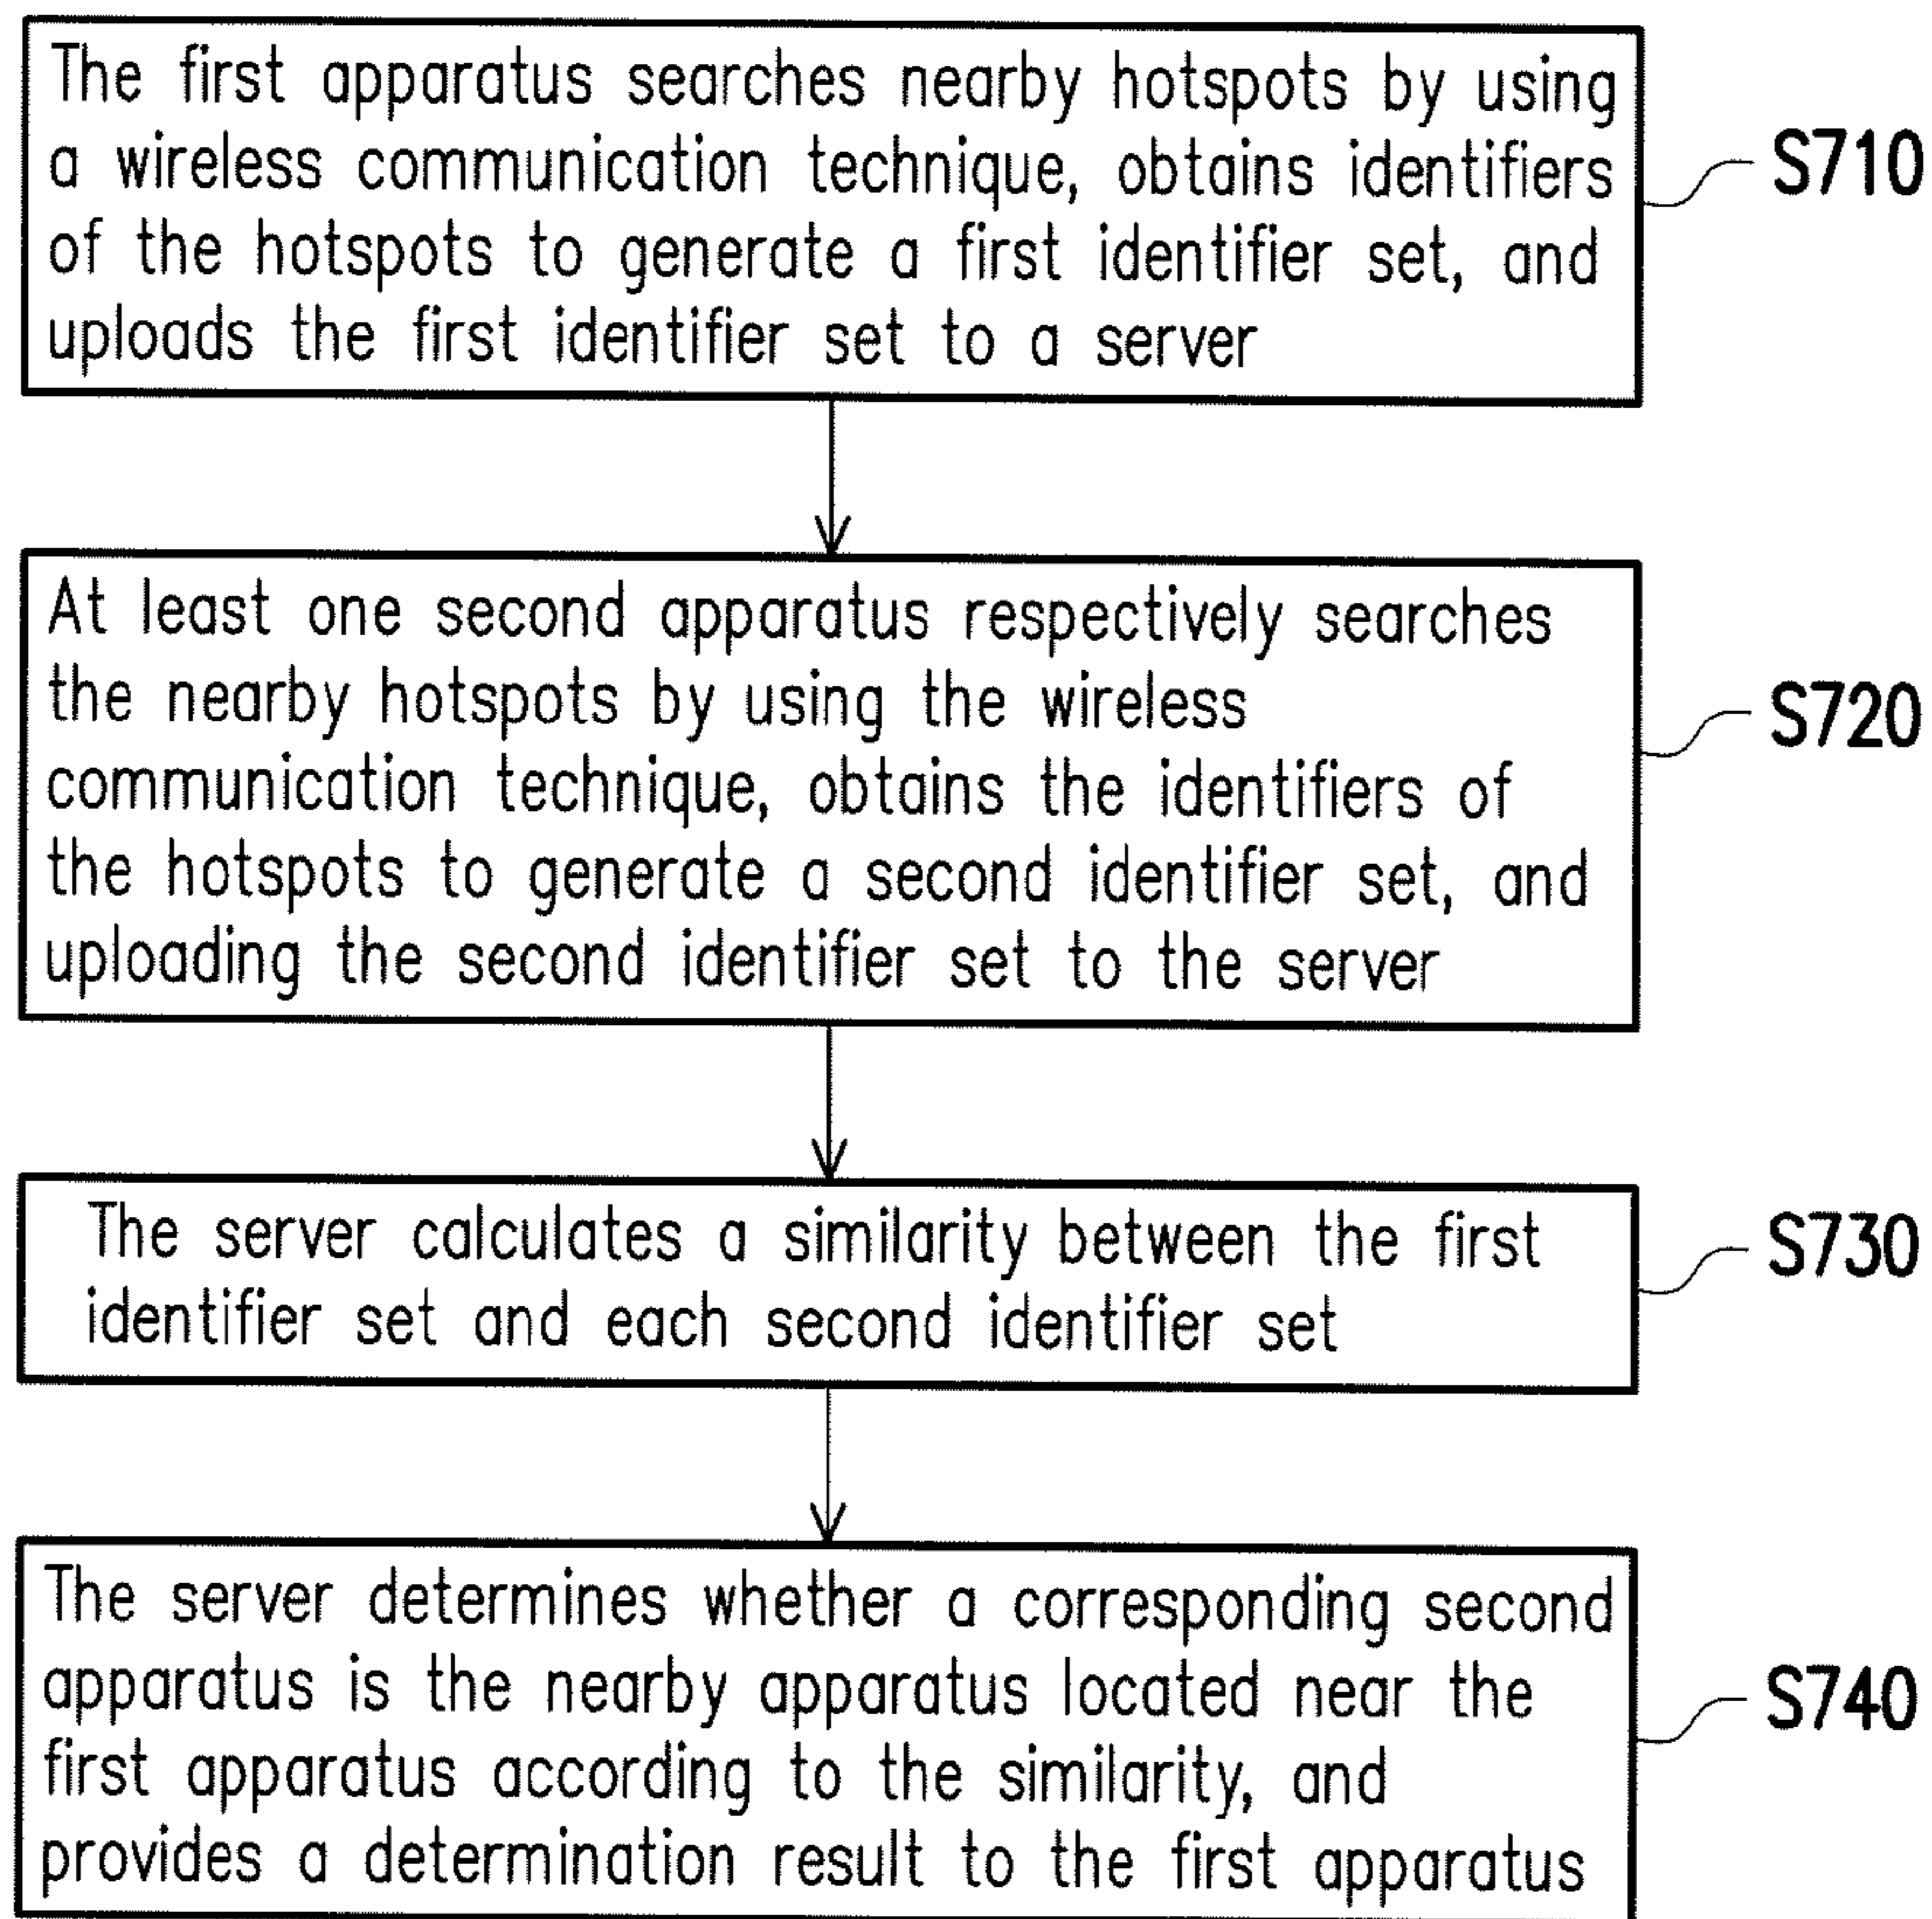 The first apparatus searches nearby hotspots by using
a wireless communication technique, obtains identifiers
of the hotspots to generate a first identifier set, and
uploads the first identifier set to a server
S710
At least one second apparatus respectively searches
the nearby hotspots by using the wireless
communication technique, obtains the identifiers of
the hotspots to generate a second identifier set, and
uploading the second identifier set to the server
S720
The server calculates a similarity between the first
identifier set and each second identifier set
S730
The server determines whether a corresponding second
apparatus is the nearby apparatus located near the
first apparatus according to the similarity, and
provides a determination result to the first apparatus
S740